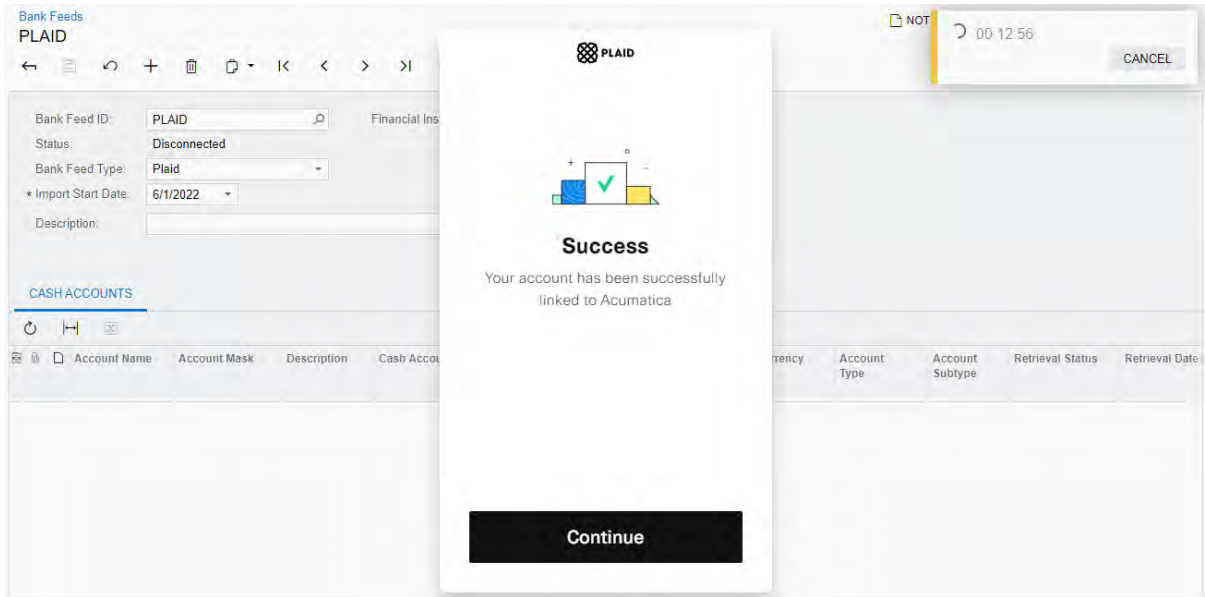 Bank Feeds
PLAID
NOT
00:12:56
CANCEL
Bank Feed ID: PLAID
Financial Ins
Status: Disconnected
Bank Feed Type: Plaid
* Import Start Date: 6/1/2022
Description:
CASH ACCOUNTS
Account Name Account Mask Description Cash Accou rrency Account Type Account Subtype Retrieval Status Retrieval Date
PLAID
Success
Your account has been successfully
linked to Acumatica
Continue